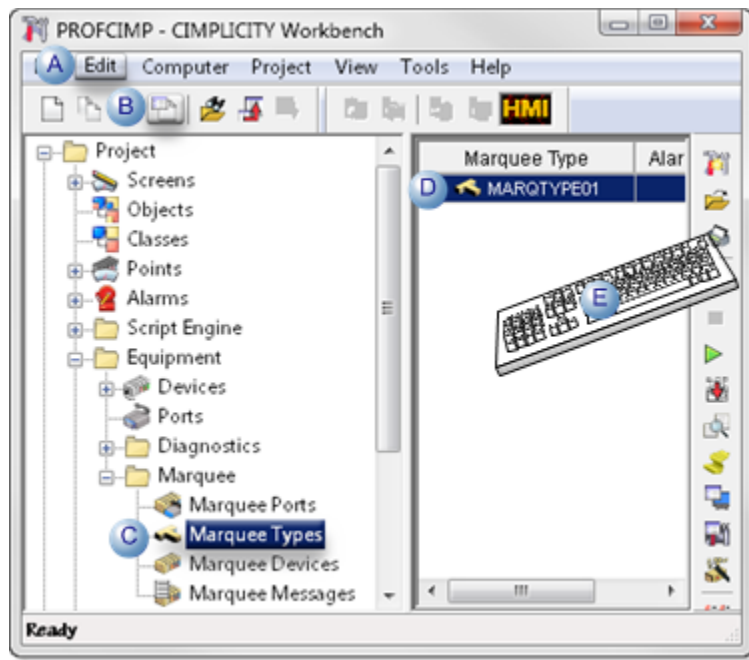 PROFCIMP - CIMPLICITY Workbench
A Edit Computer Project View Tools Help
B HMI
Project
Screens
Objects
Classes
Points
Alarms
Script Engine
Equipment
Devices
Ports
Diagnostics
Marquee
Marquee Ports
C Marquee Types
Marquee Devices
Marquee Messages
Marquee Type Alar
D MARQTYPE01
E
Ready